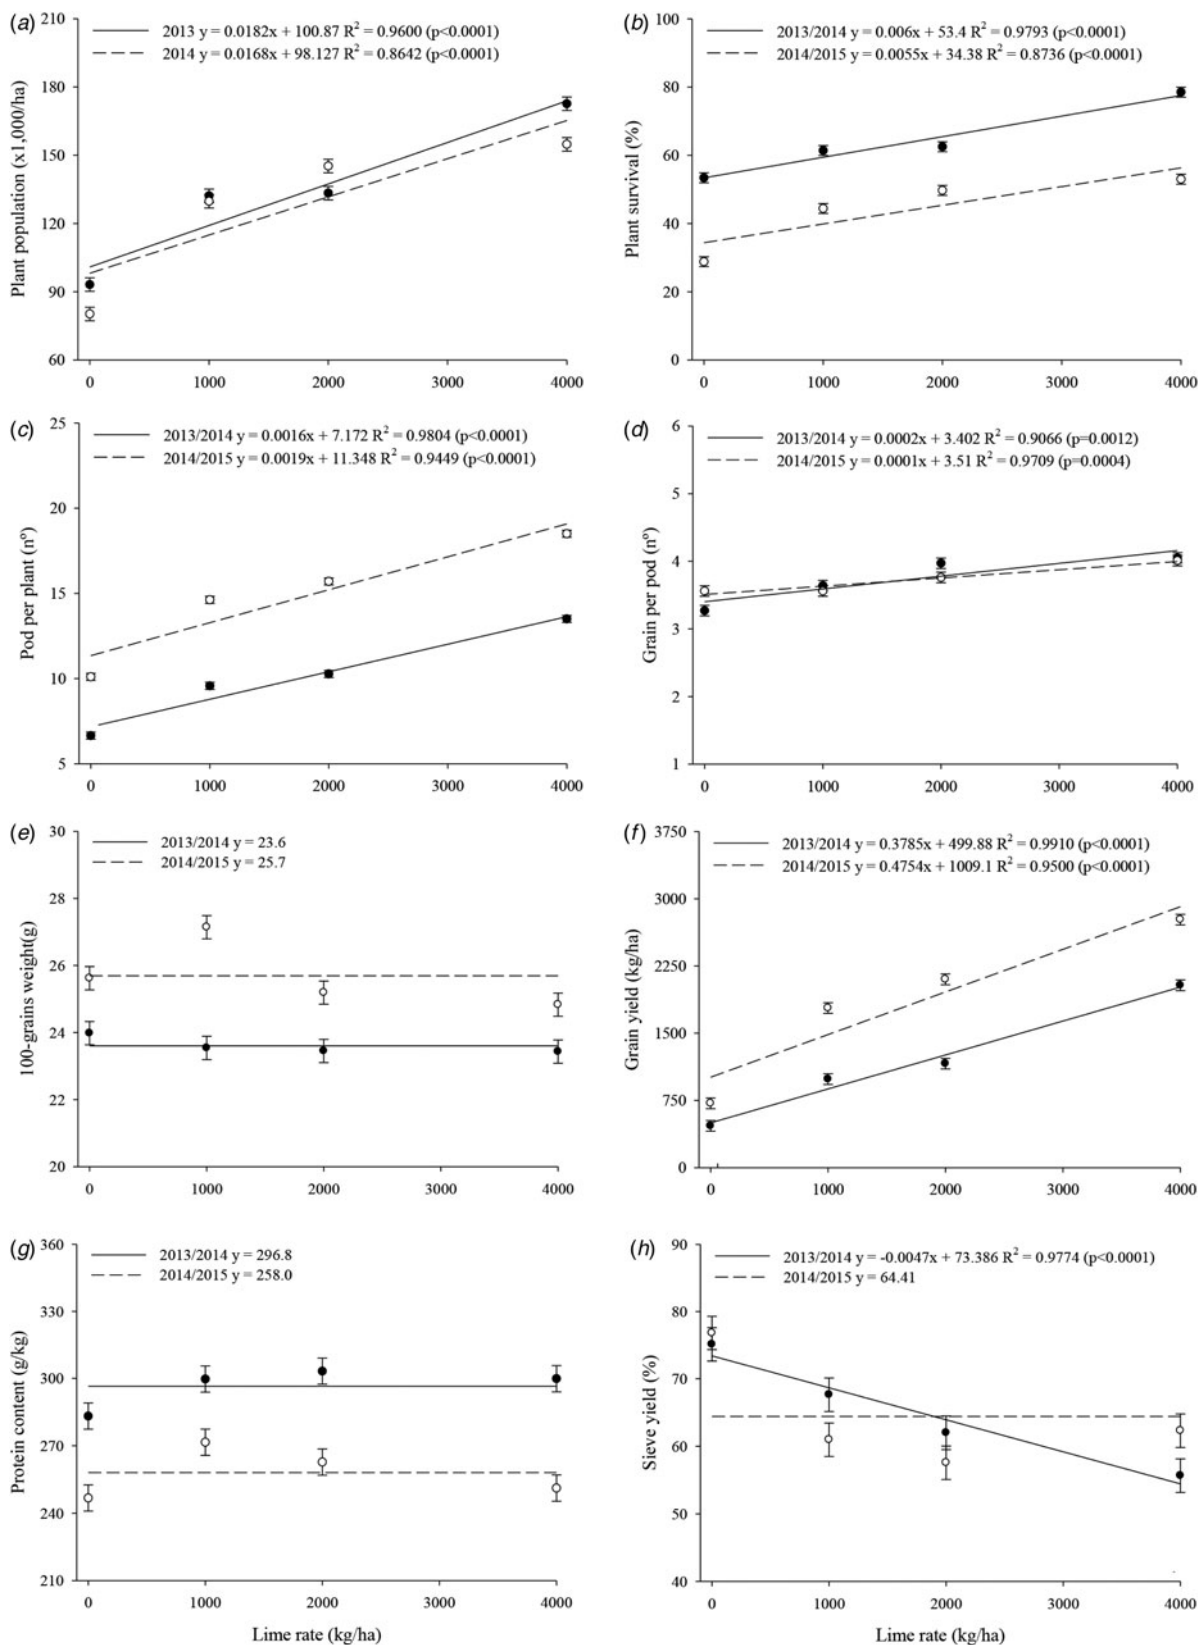 (a)
2013 y = 0.0182x + 100.87 R² = 0.9600 (p<0.0001)
2014 y = 0.0168x + 98.127 R² = 0.8642 (p<0.0001)
Plant population (x1,000/ha)
210
180
150
120
90
60
0 1000 2000 3000 4000
(b)
2013/2014 y = 0.006x + 53.4 R² = 0.9793 (p<0.0001)
2014/2015 y = 0.0055x + 34.38 R² = 0.8736 (p<0.0001)
Plant survival (%)
100
80
60
40
20
0
0 1000 2000 3000 4000
(c)
2013/2014 y = 0.0016x + 7.172 R² = 0.9804 (p<0.0001)
2014/2015 y = 0.0019x + 11.348 R² = 0.9449 (p<0.0001)
Pod per plant (nº)
25
20
15
10
5
0 1000 2000 3000 4000
(d)
2013/2014 y = 0.0002x + 3.402 R² = 0.9066 (p=0.0012)
2014/2015 y = 0.0001x + 3.51 R² = 0.9709 (p=0.0004)
Grain per pod (nº)
6
5
4
3
2
1
0 1000 2000 3000 4000
(e)
2013/2014 y = 23.6
2014/2015 y = 25.7
100-grains weight(g)
30
28
26
24
22
20
0 1000 2000 3000 4000
(f)
2013/2014 y = 0.3785x + 499.88 R² = 0.9910 (p<0.0001)
2014/2015 y = 0.4754x + 1009.1 R² = 0.9500 (p<0.0001)
Grain yield (kg/ha)
3750
3000
2250
1500
750
0
0 1000 2000 3000 4000
(g)
2013/2014 y = 296.8
2014/2015 y = 258.0
Protein content (g/kg)
360
330
300
270
240
210
0 1000 2000 3000 4000
Lime rate (kg/ha)
(h)
2013/2014 y = -0.0047x + 73.386 R² = 0.9774 (p<0.0001)
2014/2015 y = 64.41
Sieve yield (%)
90
80
70
60
50
40
0 1000 2000 3000 4000
Lime rate (kg/ha)